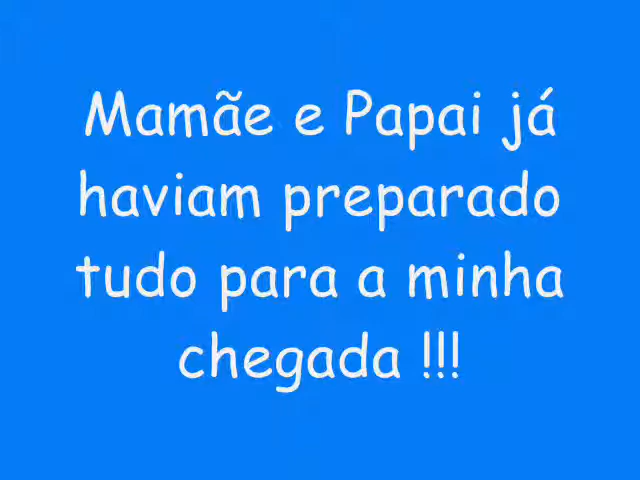 Mamãe e Papai já
haviam preparado
tudo para a minha
chegada !!!